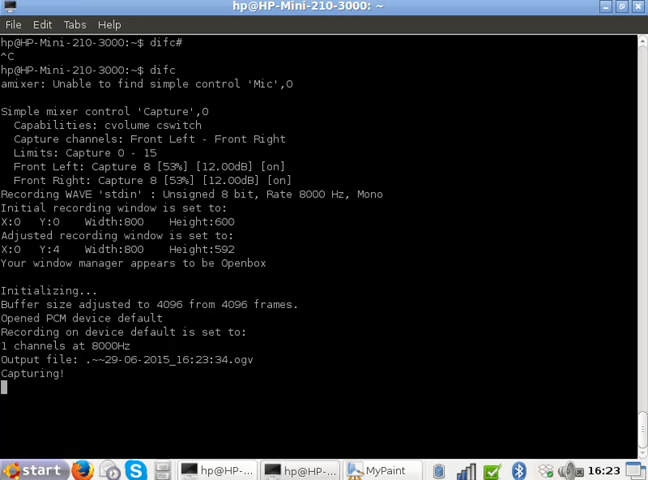 hp@HP-Mini-210-3000: ~
File Edit Tabs Help
hp@HP-Mini-210-3000:~$ difc#
^C
hp@HP-Mini-210-3000:~$ difc
amixer: Unable to find simple control 'Mic',0
Simple mixer control 'Capture',0
Capabilities: cvolume cswitch
Capture channels: Front Left - Front Right
Limits: Capture 0 - 15
Front Left: Capture 8 [53%] [12.00dB] [on]
Front Right: Capture 8 [53%] [12.00dB] [on]
Recording WAVE 'stdin' : Unsigned 8 bit, Rate 8000 Hz, Mono
Initial recording window is set to:
X:0 Y:0 Width:800 Height:600
Adjusted recording window is set to:
X:0 Y:4 Width:800 Height:592
Your window manager appears to be Openbox
Initializing...
Buffer size adjusted to 4096 from 4096 frames.
Opened PCM device default
Recording on device default is set to:
1 channels at 8000Hz
Output file: .~~29-06-2015_16:23:34.ogv
Capturing!
start hp@HP-... hp@HP-... MyPaint 16:23